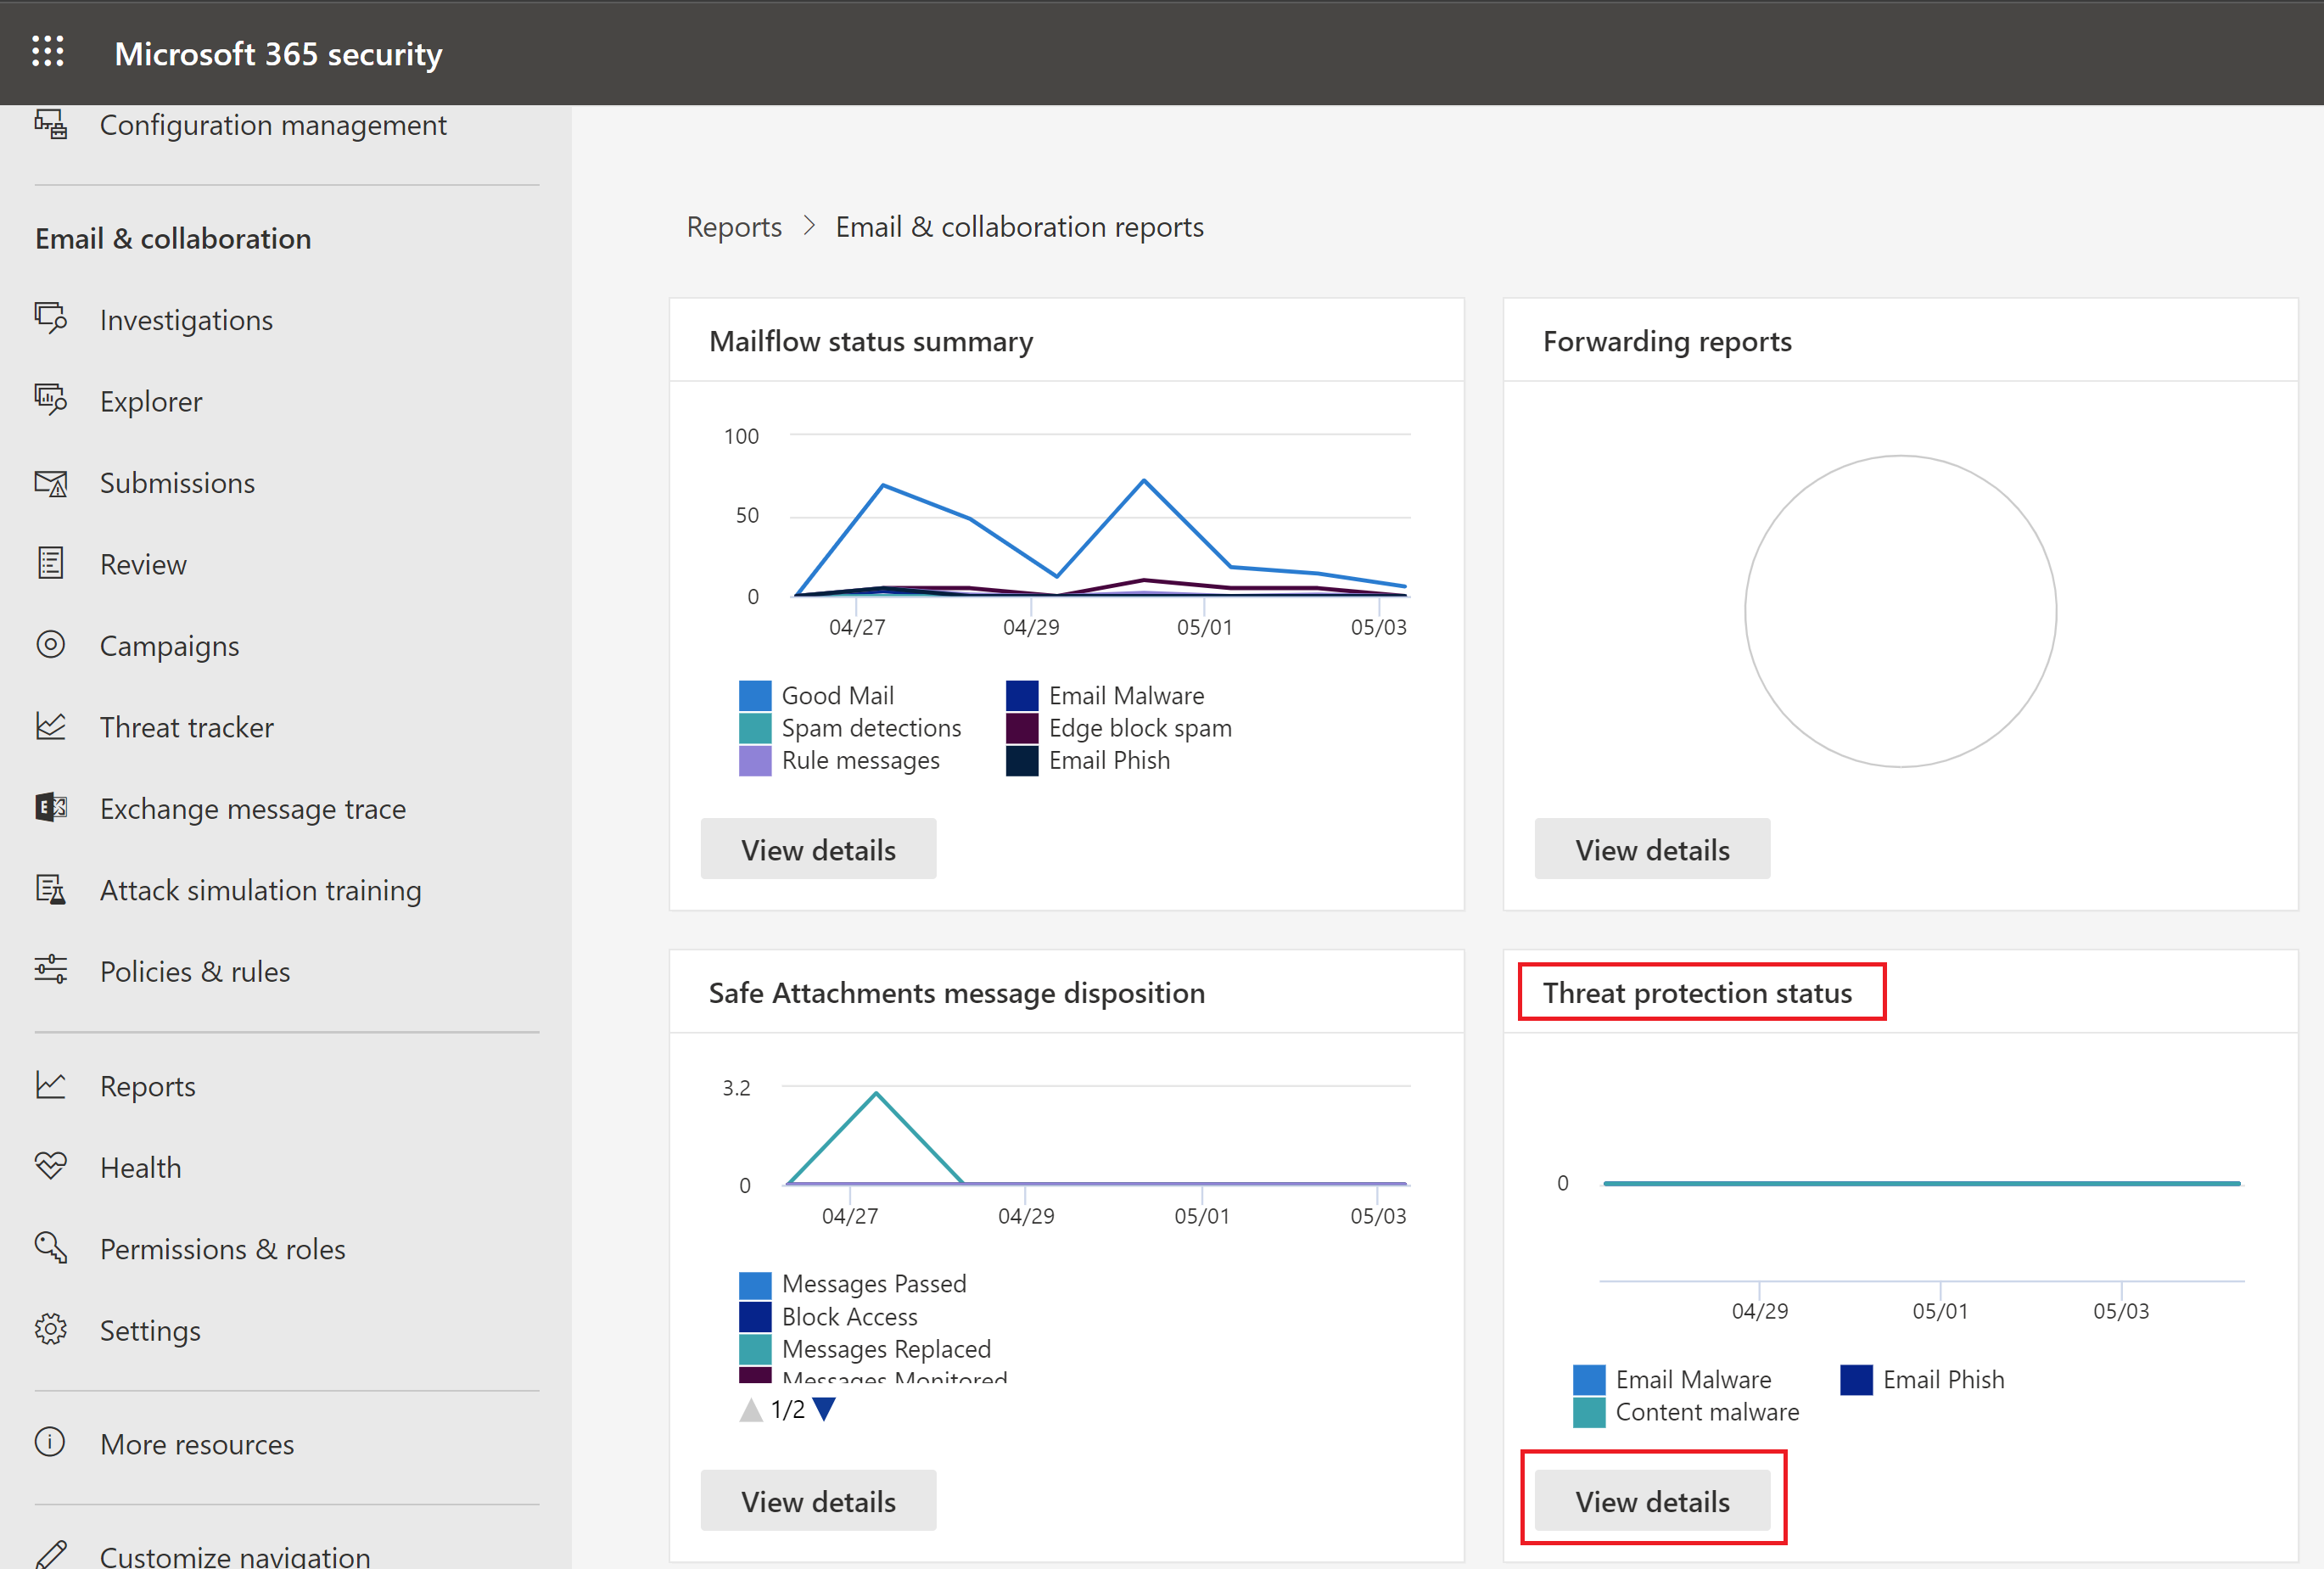 Microsoft 365 security
Configuration management
Email & collaboration
Investigations
Explorer
Submissions
Review
Campaigns
Threat tracker
Exchange message trace
Attack simulation training
Policies & rules
Reports
Health
Permissions & roles
Settings
More resources
Customize navigation
Reports > Email & collaboration reports
Mailflow status summary
100
50
0
04/27 04/29 05/01 05/03
Good Mail
Spam detections
Rule messages
Email Malware
Edge block spam
Email Phish
View details
Forwarding reports
View details
Safe Attachments message disposition
3.2
0
04/27 04/29 05/01 05/03
Messages Passed
Block Access
Messages Replaced
Messages Monitored
1/2
View details
Threat protection status
0
04/29 05/01 05/03
Email Malware
Content malware
Email Phish
View details